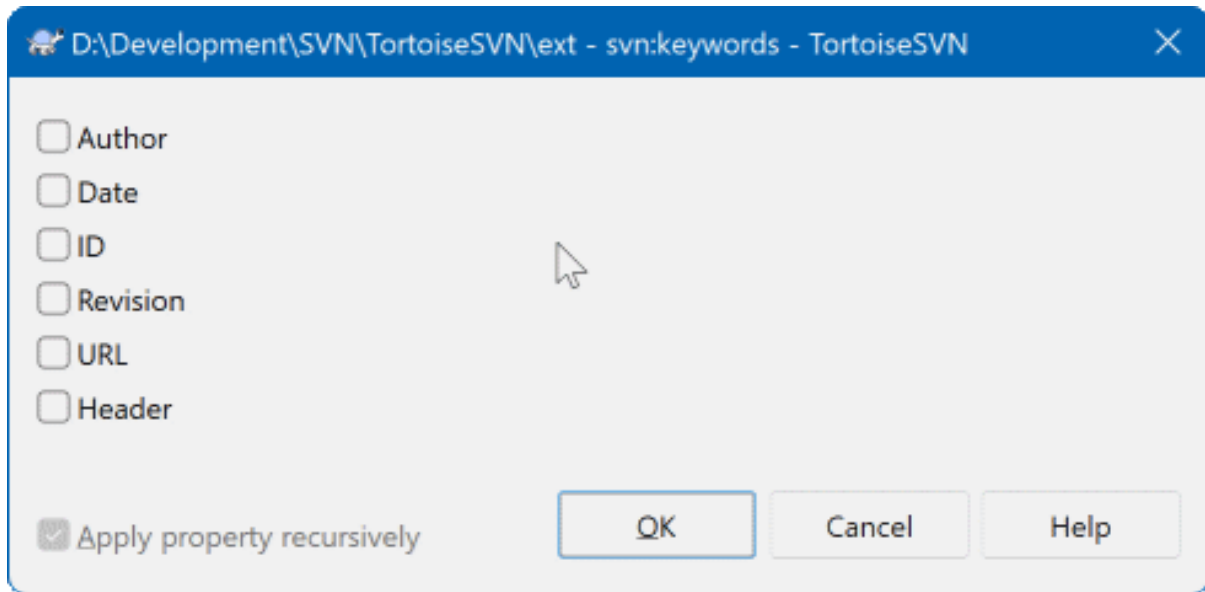 D:\Development\SVN\TortoiseSVN\ext - svn:keywords - TortoiseSVN
Author
Date
ID
Revision
URL
Header
Apply property recursively
OK
Cancel
Help